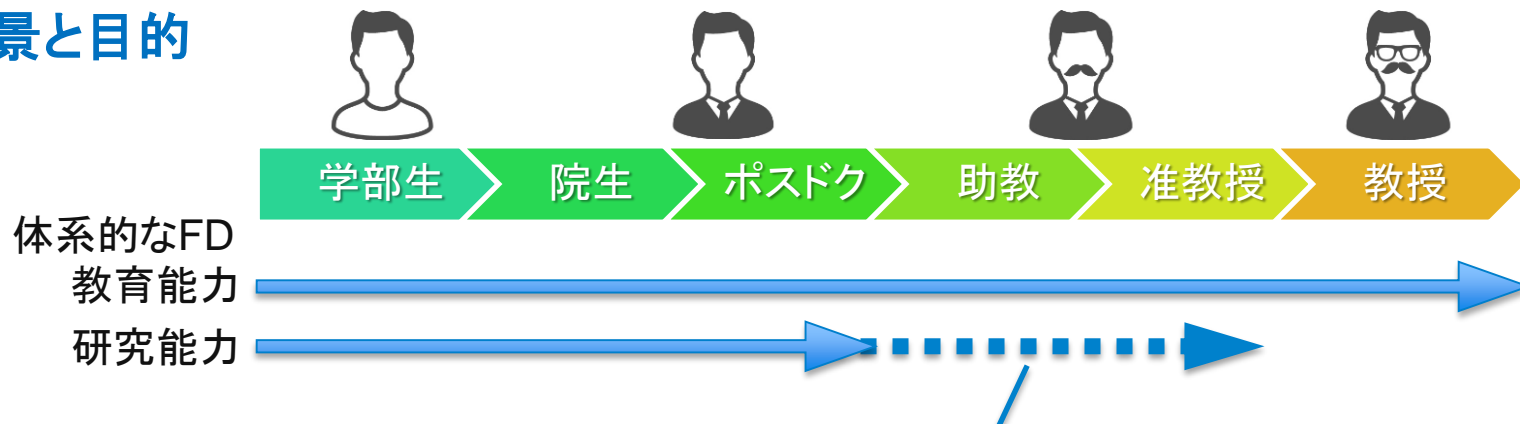 景と目的
学部生
院生
ポスドク
助教
准教授
教授
体系的なFD
教育能力
研究能力